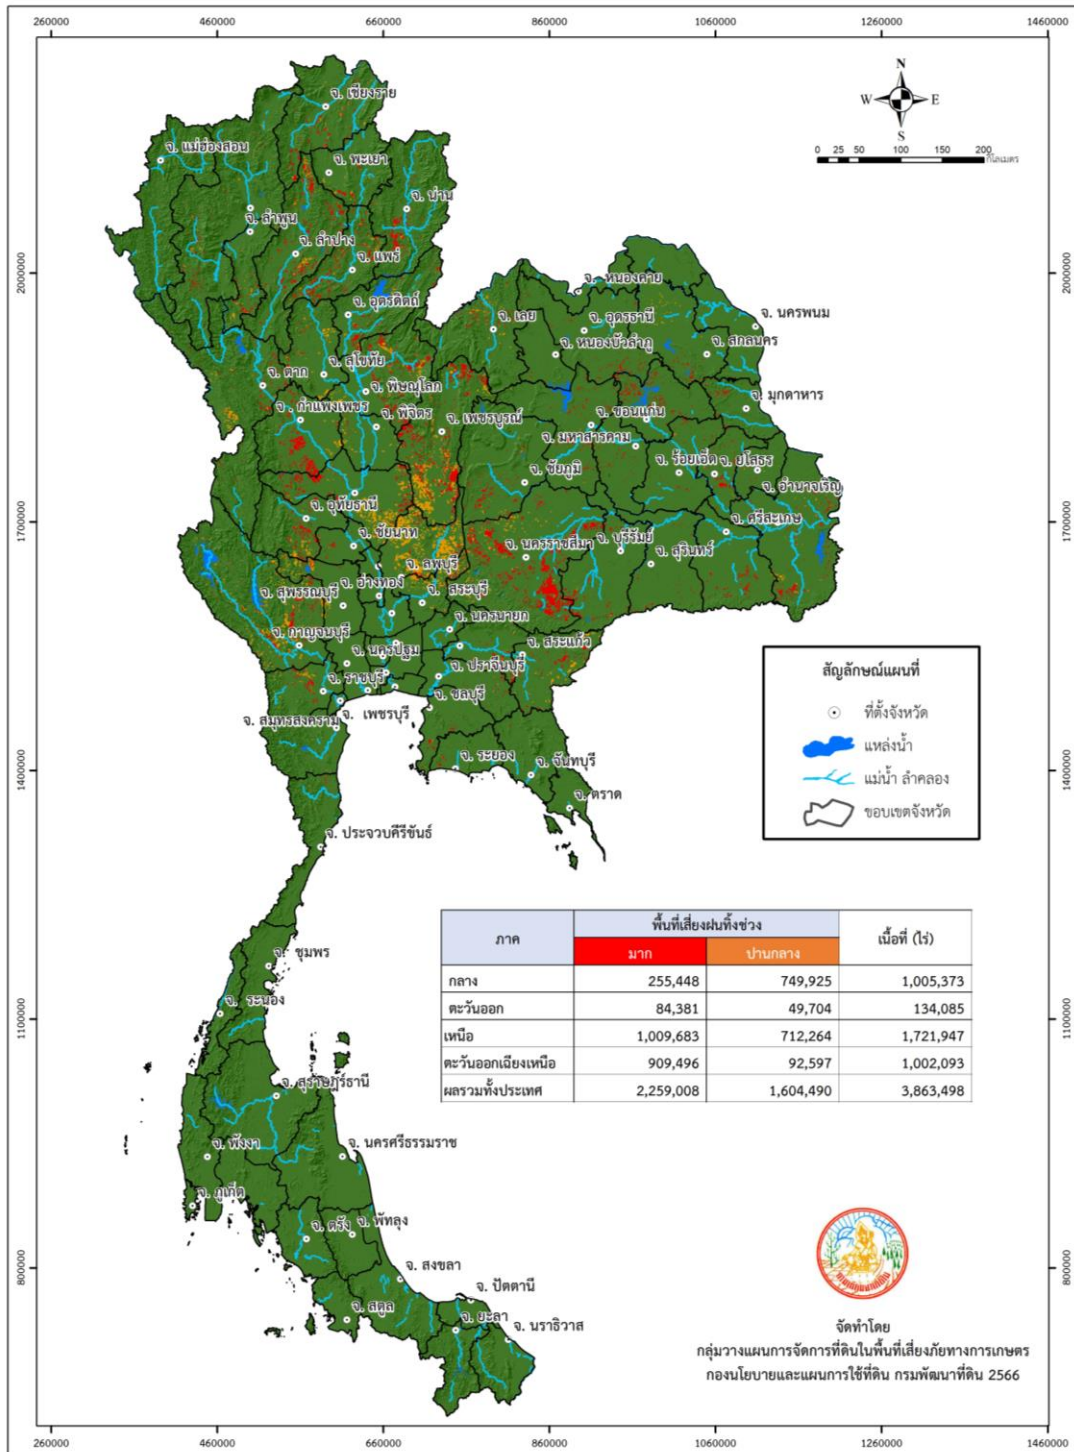 260000 460000 660000 860000 1060000 1260000 1460000
N
W E
S
0 25 50 100 150 200
กิโลเมตร
2000000 2000000
1700000 1700000
1400000 1400000
1100000 1100000
800000 800000
จ. เชียงราย
จ. แม่ฮ่องสอน
จ. พะเยา
จ. น่าน
จ. ลำพูน
จ. ลำปาง
จ. แพร่
จ. อุตรดิตถ์
จ. หนองคาย
จ. เลย
จ. อุดรธานี
จ. นครพนม
จ. หนองบัวลำภู
จ. สกลนคร
จ. สุโขทัย
จ. ตาก
จ. พิษณุโลก
จ. มุกดาหาร
จ . กำแพงเพชร
จ. พิจิตร
จ. เพชรบูรณ์
จ. ขอนแก่น
จ. มหาสารคาม
จ. ชัยภูมิ
จ. ร้อยเอ็ด
จ. ยโสธร
จ. อำนาจเจริญ
จ. อุทัยธานี
จ. ชัยนาท
จ. ศรีสะเกษ
จ. ลพบุรี
จ. นครราชสีมา
จ. บุรีรัมย์
จ. สุรินทร์
จ. อ่างทอง
จ. สุพรรณบุรี
จ. สระบุรี
จ. นครนายก
จ. กาญจนบุรี
จ. นครปฐม
จ. สระแก้ว
จ. ปราจีนบุรี
จ. ราชบุรี
จ. ชลบุรี
จ. สมุทรสงคราม
จ. เพชรบุรี
จ. ระยอง
จ. จันทบุรี
จ. ตราด
จ. ประจวบคีรีขันธ์
จ. ชุมพร
จ. ระนอง
จ. สุราษฎร์ธานี
จ. พังงา
จ. นครศรีธรรมราช
จ. ภูเก็ต
จ. ตรัง
จ. พัทลุง
จ. สงขลา
จ. ปัตตานี
จ. สตูล
จ. ยะลา
จ. นราธิวาส
สัญลักษณ์แผนที่
ที่ตั้งจังหวัด
แหล่งน้ำ
แม่น้ำ ลำคลอง
ขอบเขตจังหวัด
ภาค พื้นที่เสี่ยงฝนทิ้งช่วง เนื้อที่ (ไร่)
มาก ปานกลาง
กลาง 255,448 749,925 1,005,373
ตะวันออก 84,381 49,704 134,085
เหนือ 1,009,683 712,264 1,721,947
ตะวันออกเฉียงเหนือ 909,496 92,597 1,002,093
ผลรวมทั้งประเทศ 2,259,008 1,604,490 3,863,498
กรมพัฒนาที่ดิน
จัดทำโดย
กลุ่มวางแผนการจัดการที่ดินในพื้นที่เสี่ยงภัยทางการเกษตร
กองนโยบายและแผนการใช้ที่ดิน กรมพัฒนาที่ดิน 2566
260000 460000 660000 860000 1060000 1260000 1460000